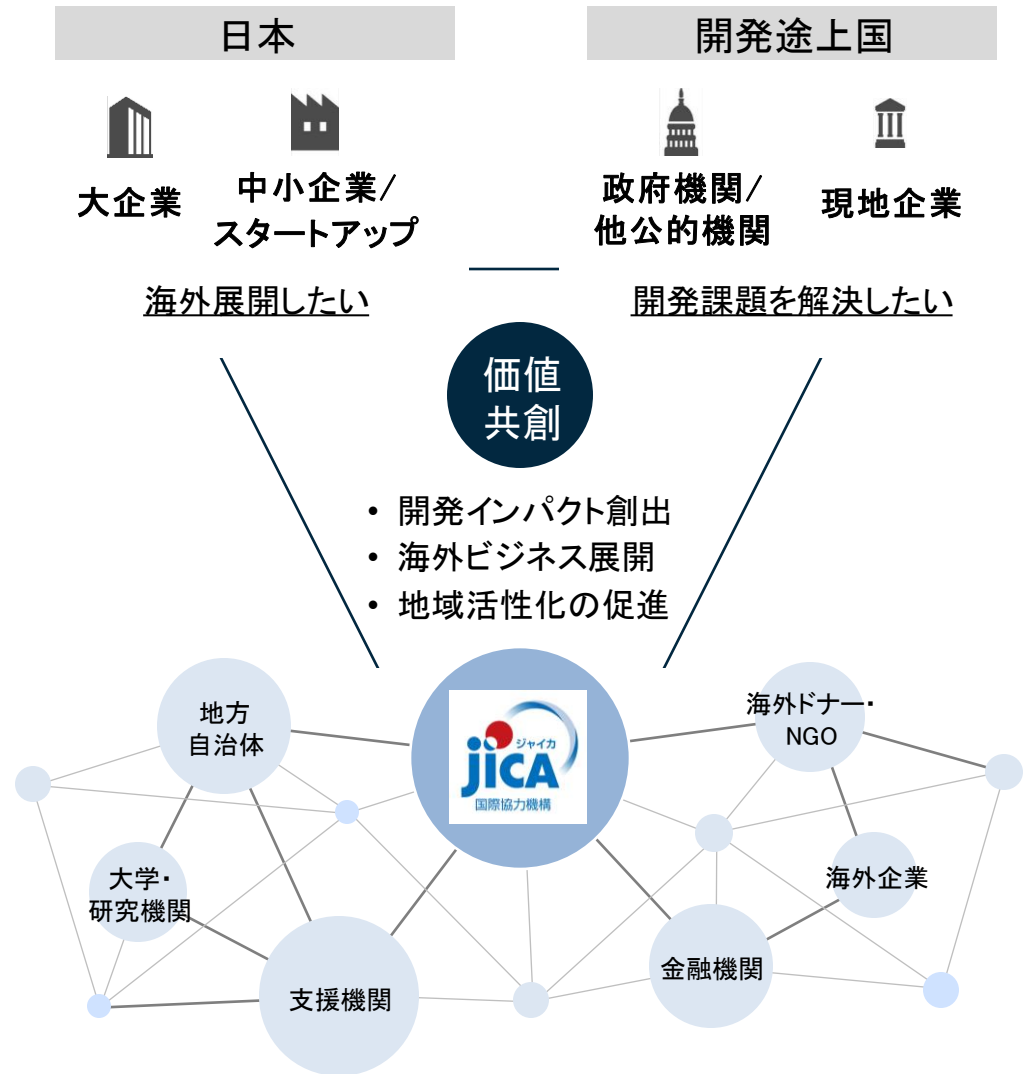 日本
開発途上国
大企業
中小企業/
スタートアップ
政府機関/
他公的機関
現地企業
海外展開したい
開発課題を解決したい
価値
共創
• 開発インパクト創出
• 海外ビジネス展開
• 地域活性化の促進
地方
自治体
ジャイカ
jICA
国際協力機構
海外ドナー・
NGO
大学・
研究機関
海外企業
支援機関
金融機関